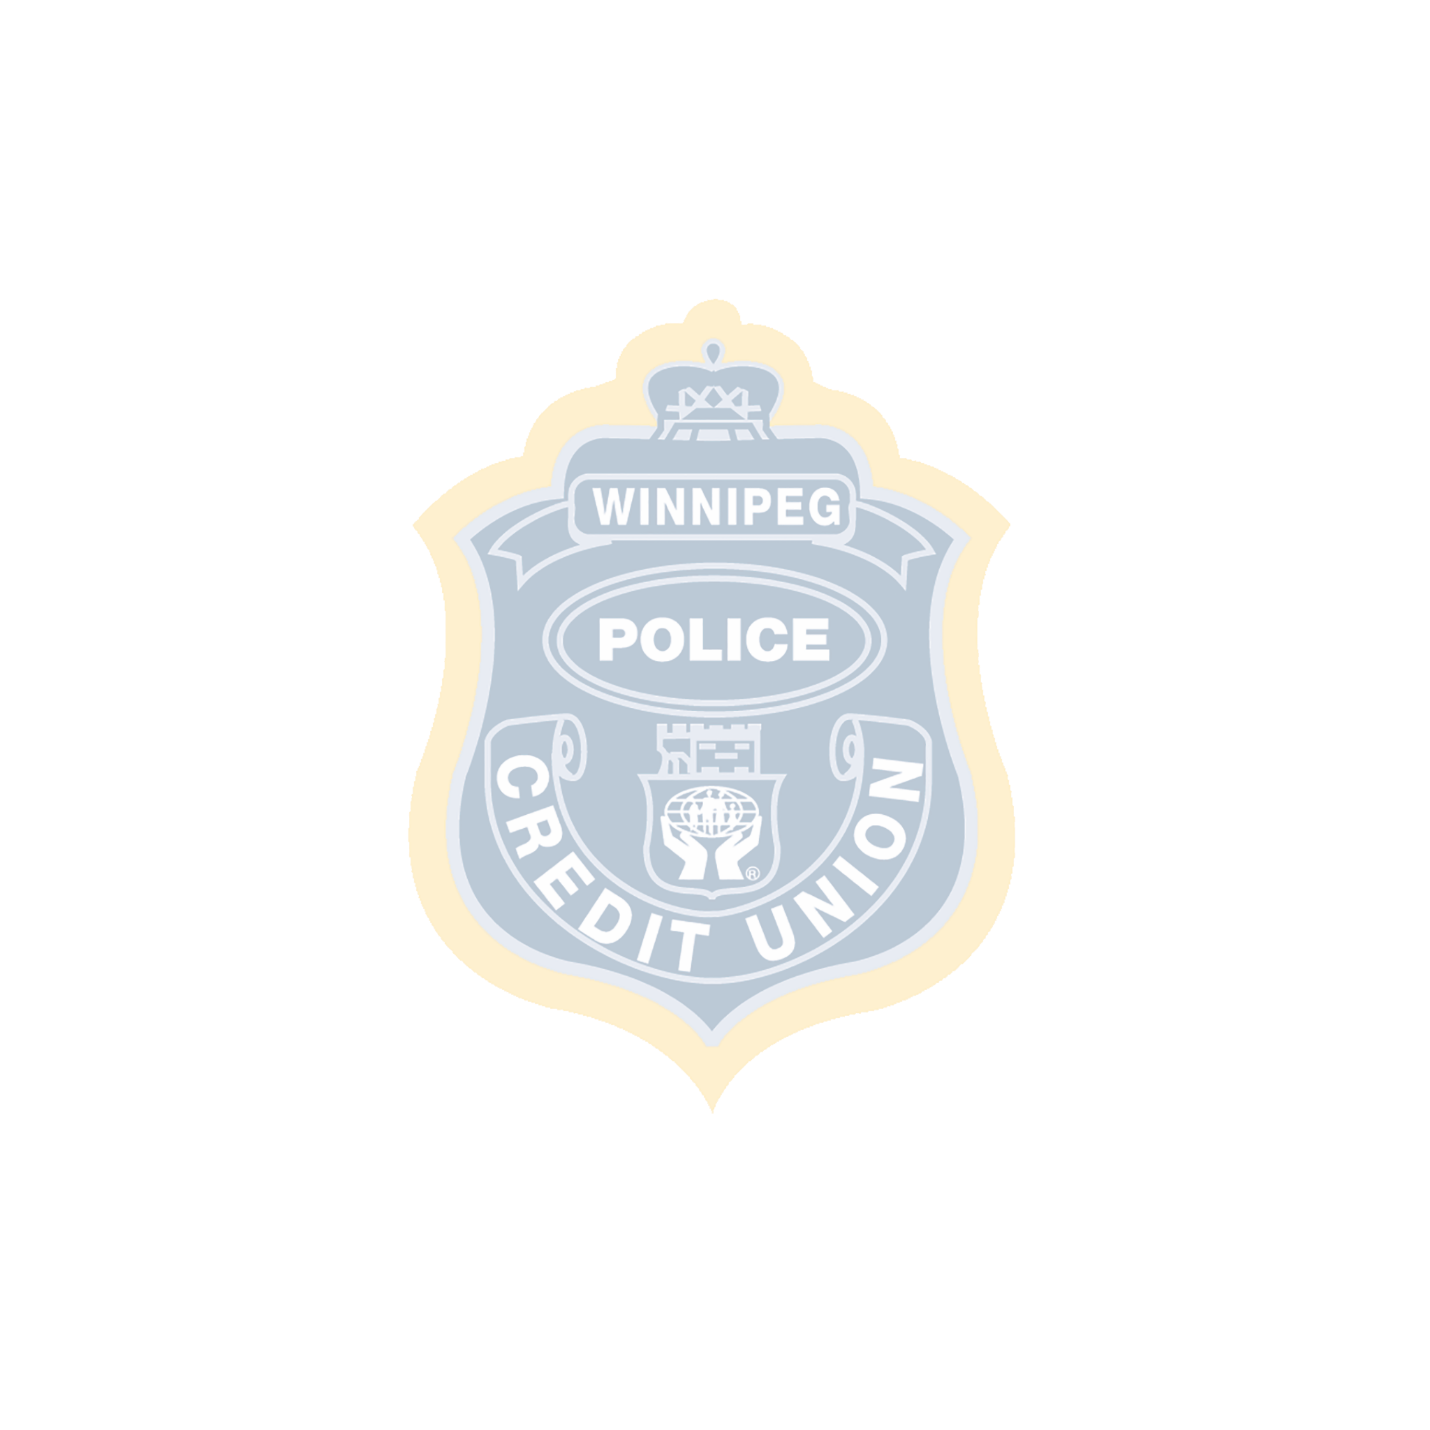 WINNIPEG
POLICE
CREDIT UNION
®